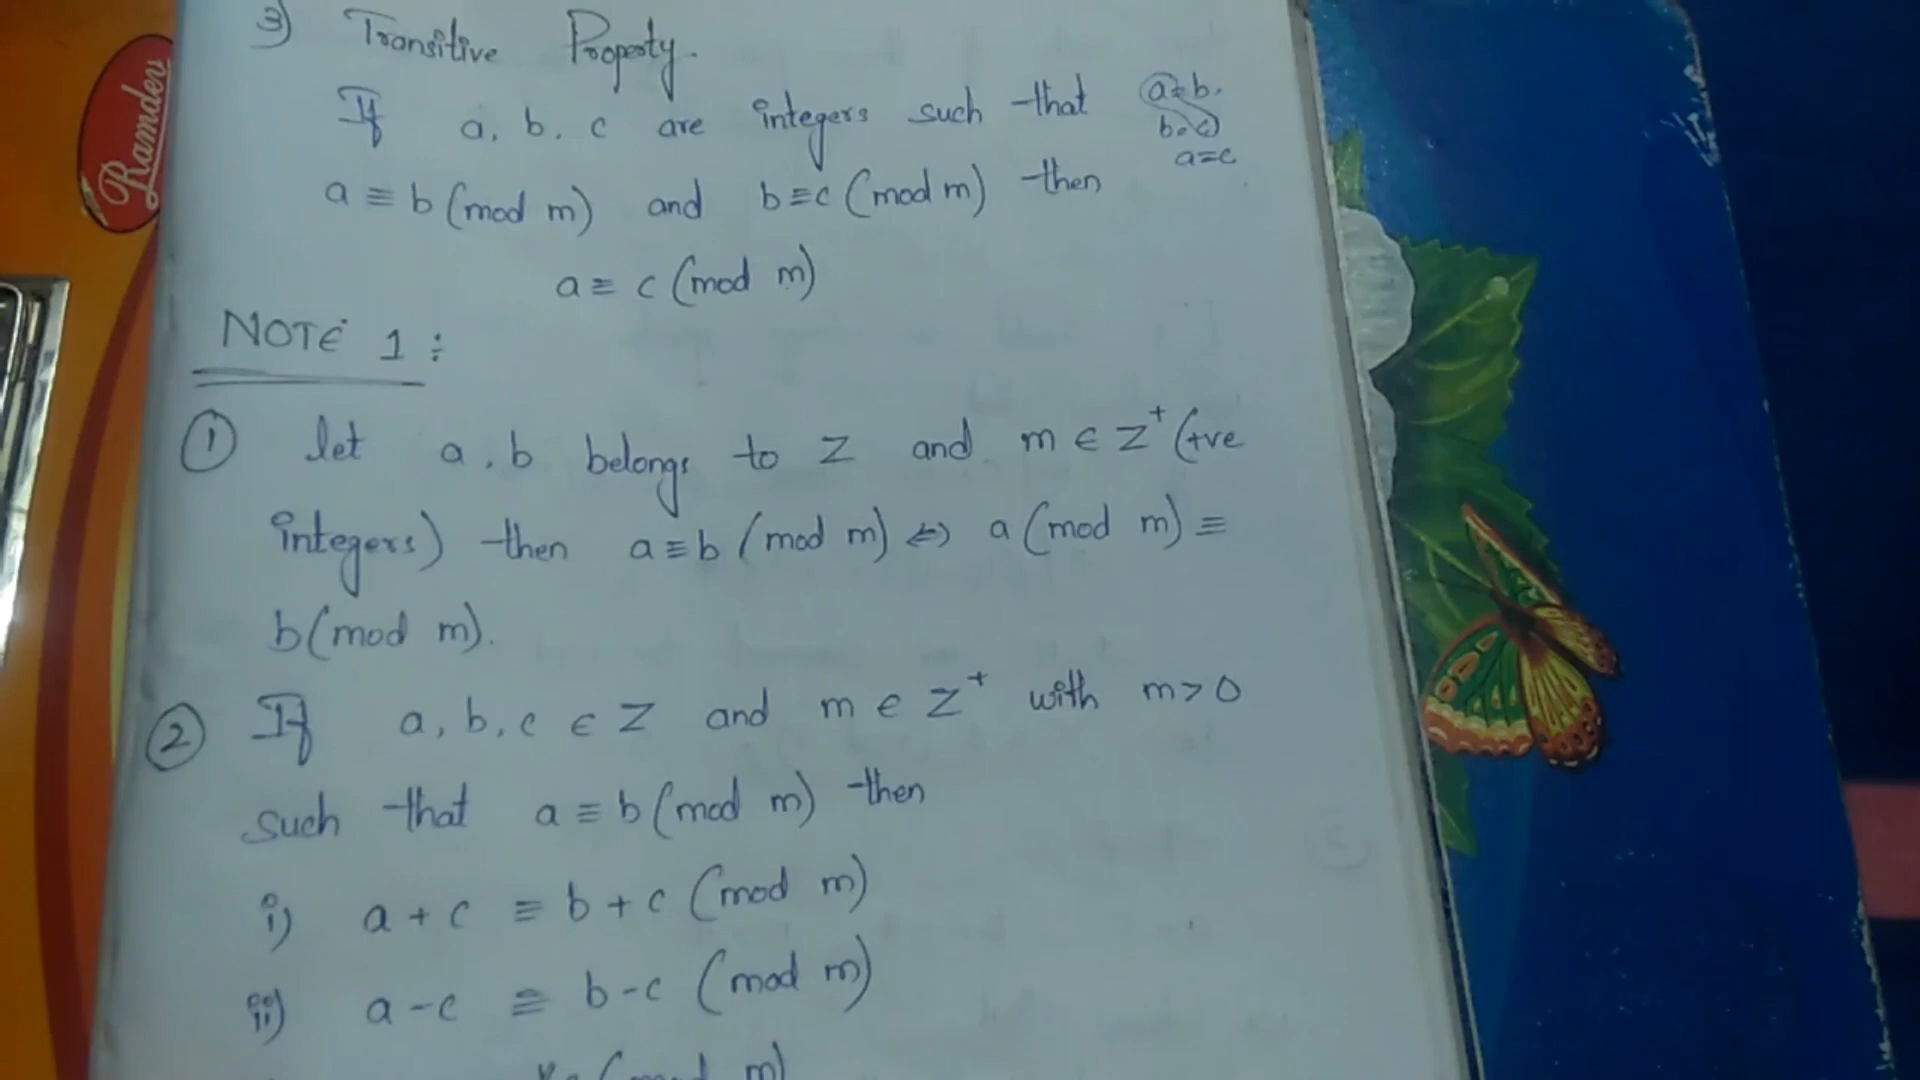 3) Transitive Property.
If a, b, c are integers such that
a=b.
b=c
a=c
a ≡ b (mod m) and b≡c (mod m) then
a ≡ c (mod m)
NOTE 1 :
① let a, b belongs to Z and m ∈ Z⁺ (+ve
integers) then a≡b (mod m) ⇔ a (mod m) ≡
b(mod m).
② If a, b, c ∈ Z and m ∈ Z⁺ with m>0
such that a ≡ b (mod m) then
i) a + c ≡ b + c (mod m)
ii) a - c ≡ b - c (mod m)
(mod m)
Ramdev